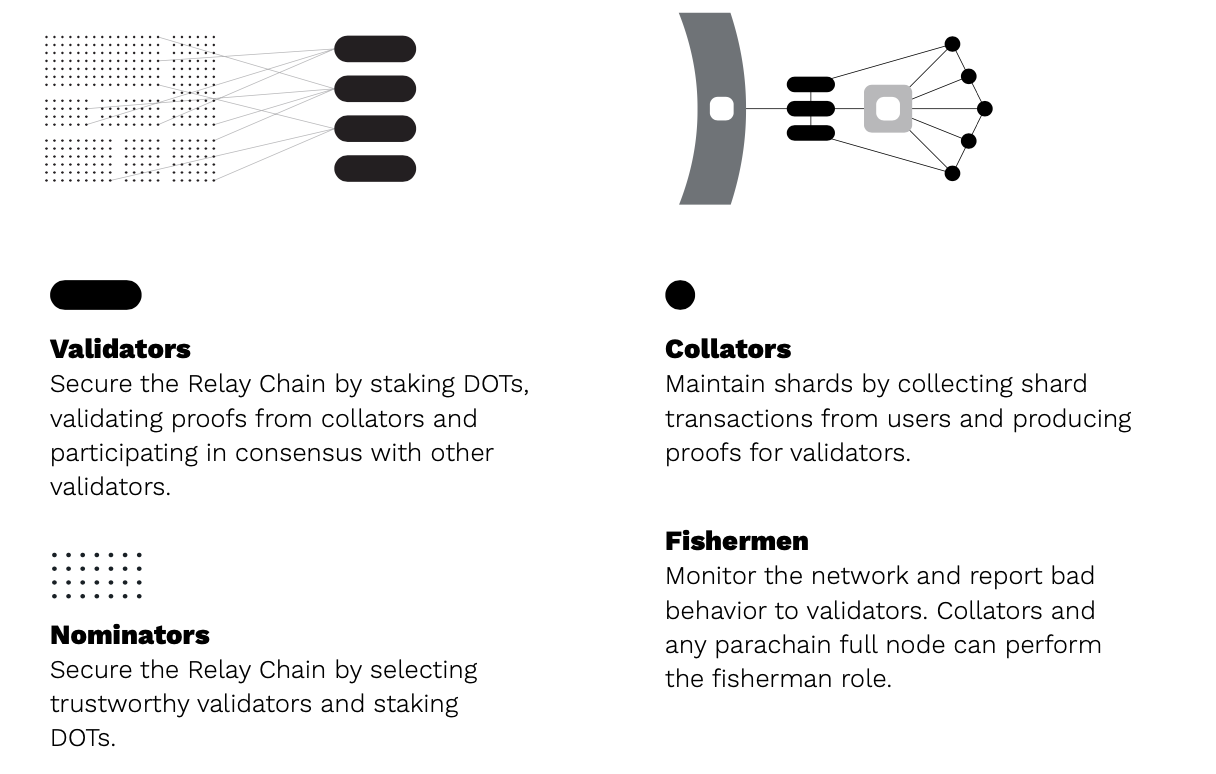 Validators
Secure the Relay Chain by staking DOTs,
validating proofs from collators and
participating in consensus with other
validators.
Nominators
Secure the Relay Chain by selecting
trustworthy validators and staking
DOTs.
Collators
Maintain shards by collecting shard
transactions from users and producing
proofs for validators.
Fishermen
Monitor the network and report bad
behavior to validators. Collators and
any parachain full node can perform
the fisherman role.